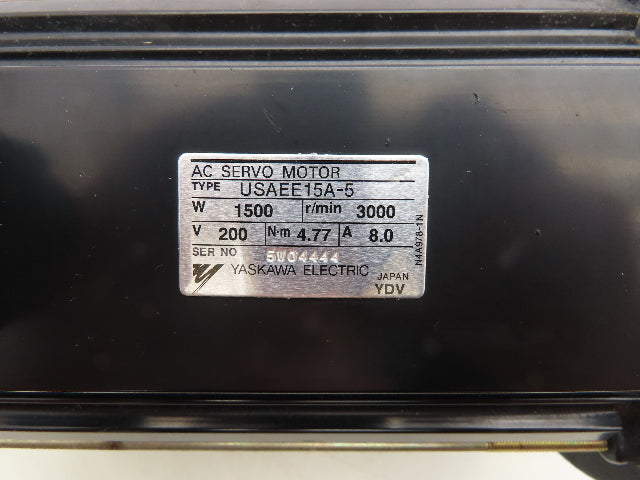 AC SERVO MOTOR
TYPE USAEE15A-5
W 1500 r/min 3000
V 200 N·m 4.77 A 8.0
SER NO 5W04444
YASKAWA ELECTRIC JAPAN
YDV
N4A978-1N